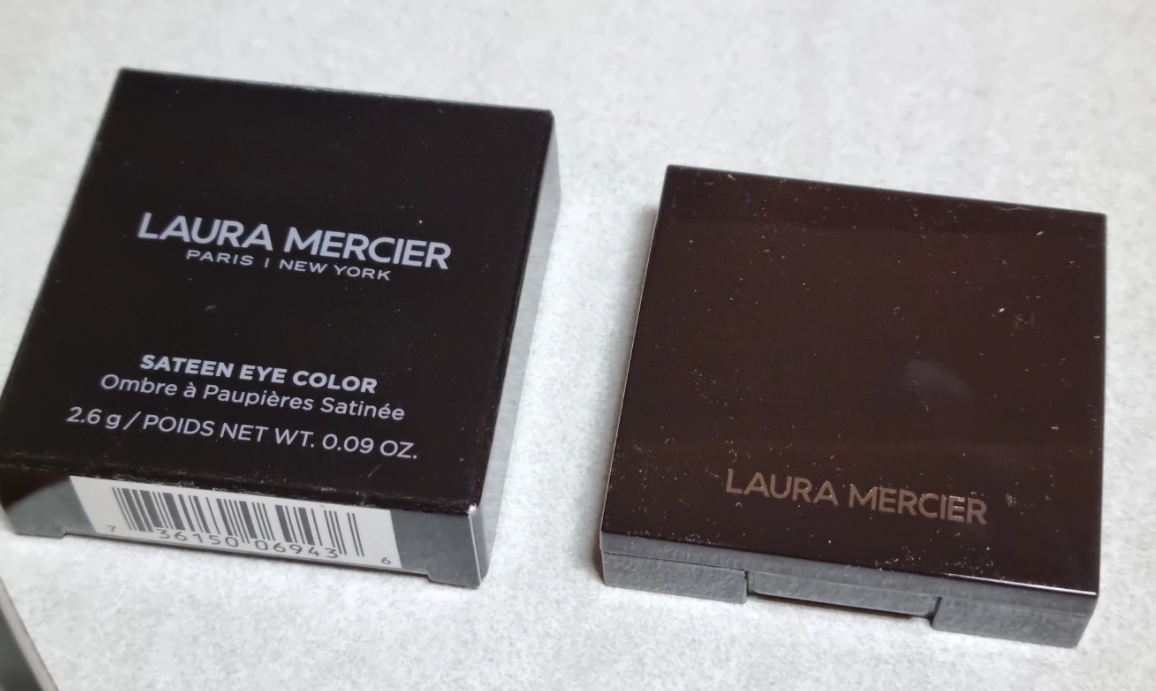 LAURA MERCIER
PARIS | NEW YORK
SATEEN EYE COLOR
Ombre à Paupières Satinée
2.6 g / POIDS NET WT. 0.09 OZ.
7 36150 06943 6
LAURA MERCIER